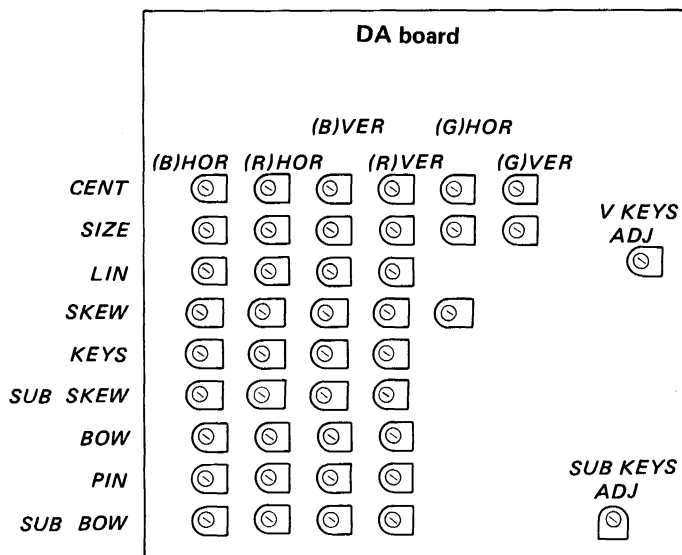 DA board
(B)VER (G)HOR
(B)HOR (R)HOR (R)VER (G)VER
CENT
SIZE
LIN
SKEW
KEYS
SUB SKEW
BOW
PIN
SUB BOW
V KEYS
ADJ
SUB KEYS
ADJ